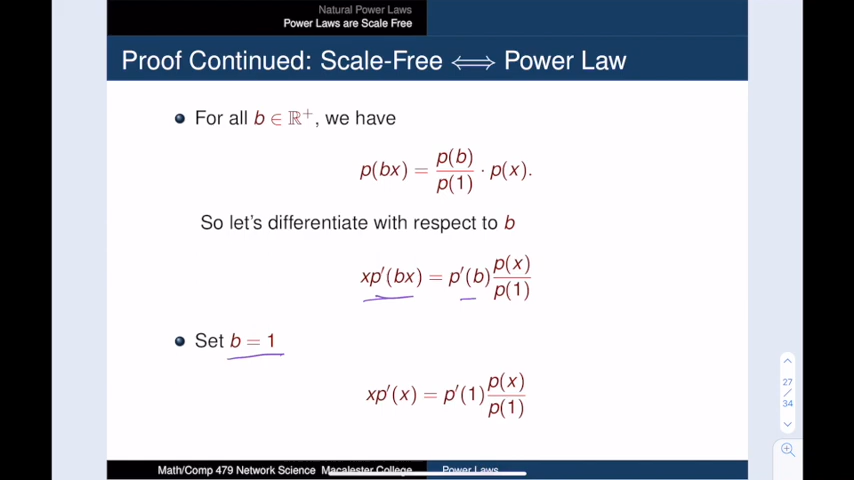 Natural Power Laws
Power Laws are Scale Free
Proof Continued: Scale-Free ⟺ Power Law
For all b ∈ ℝ⁺, we have
p(bx) = p(b)/p(1) · p(x).
So let's differentiate with respect to b
xp′(bx) = p′(b) p(x)/p(1)
Set b = 1
xp′(x) = p′(1) p(x)/p(1)
27
/
34
Math/Comp 479 Network Science Macalester College Power Laws